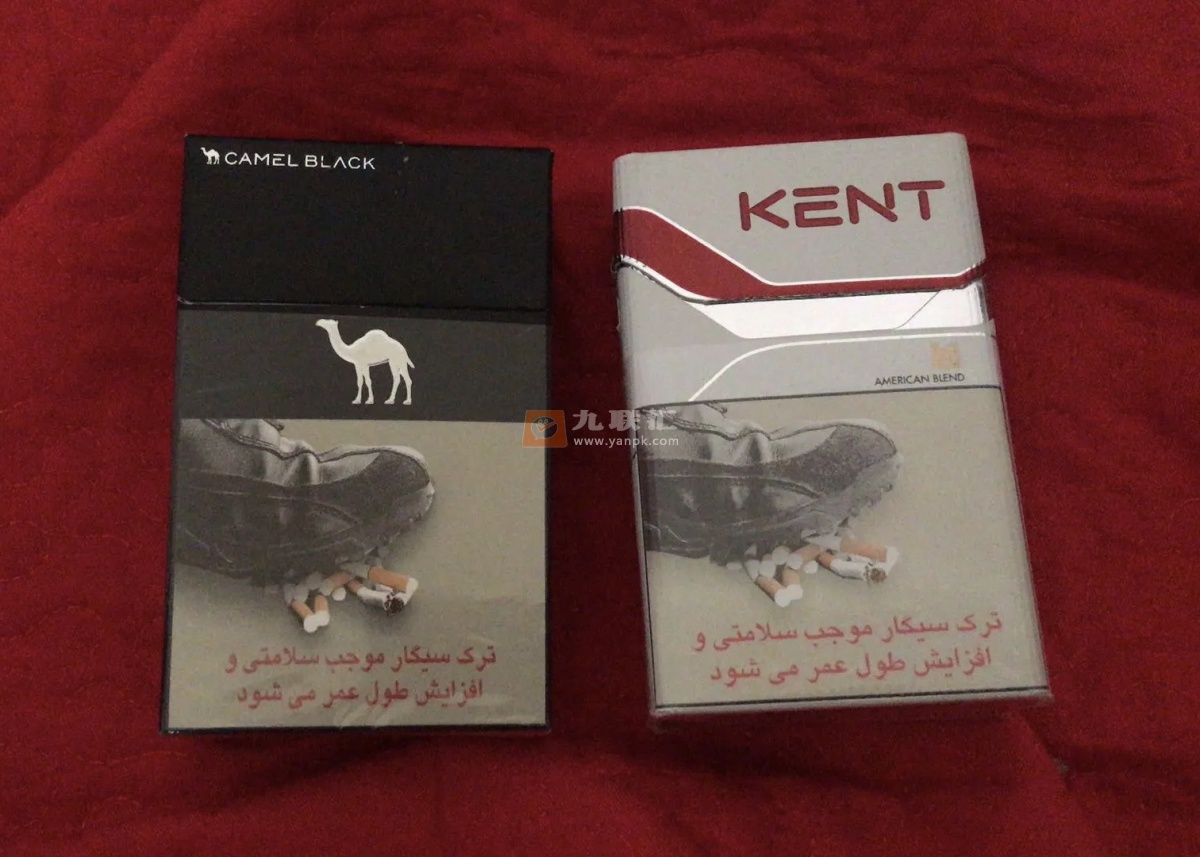 CAMEL BLACK
KENT
AMERICAN BLEND
九联汇
www.yanpk.com
ترک سیگار موجب سلامتی و
افزایش طول عمر می شود
ترک سیگار موجب سلامتی و
افزایش طول عمر می شود